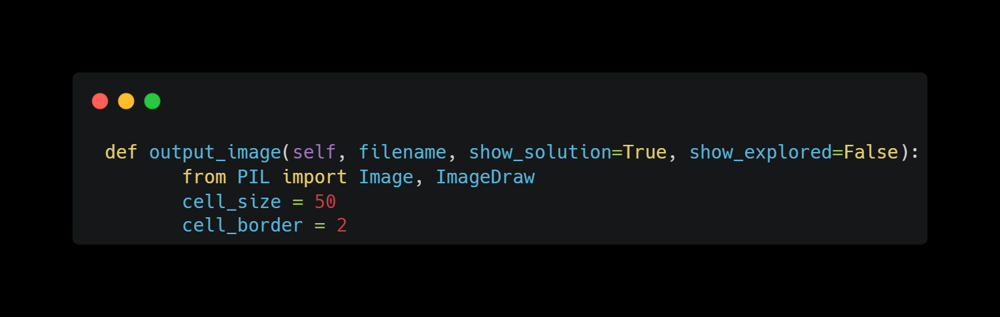 def output_image(self, filename, show_solution=True, show_explored=False):
       from PIL import Image, ImageDraw
       cell_size = 50
       cell_border = 2